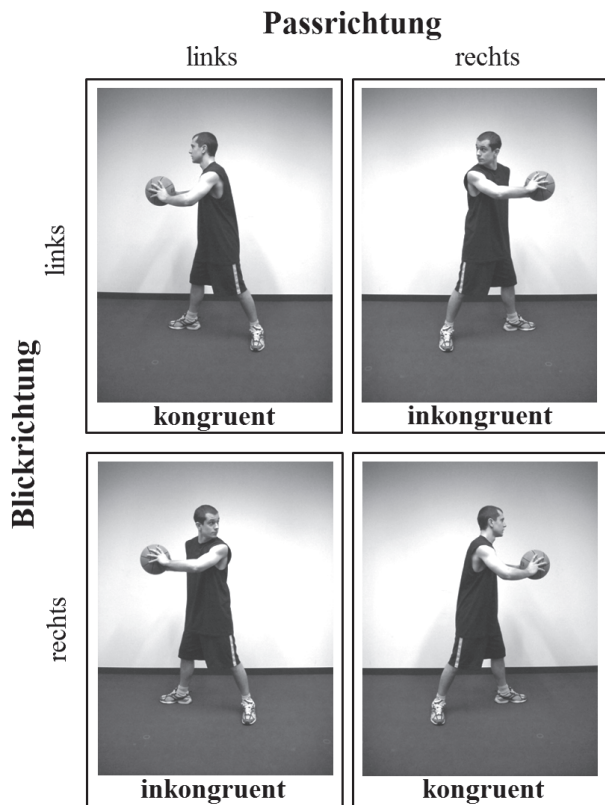 Passrichtung
links
rechts
Blickrichtung
links
kongruent
inkongruent
rechts
inkongruent
kongruent